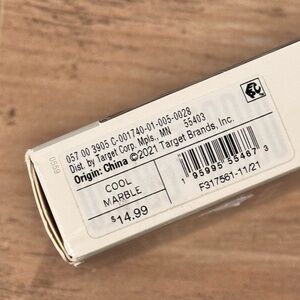 057 00 3905 C-001740-01-005-0028
Dist. by Target Corp. Mpls., MN 55403
Origin: China ©2021 Target Brands, Inc.
COOL
MARBLE
$14.99
1 95995 55467 3
F317561-11/21
0559